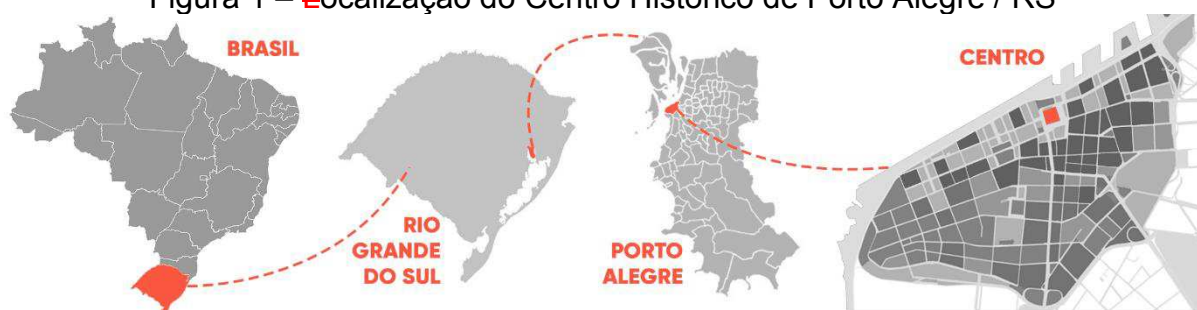 Figura 1 – Localização do Centro Histórico de Porto Alegre / RS
BRASIL
RIO
GRANDE
DO SUL
PORTO
ALEGRE
CENTRO